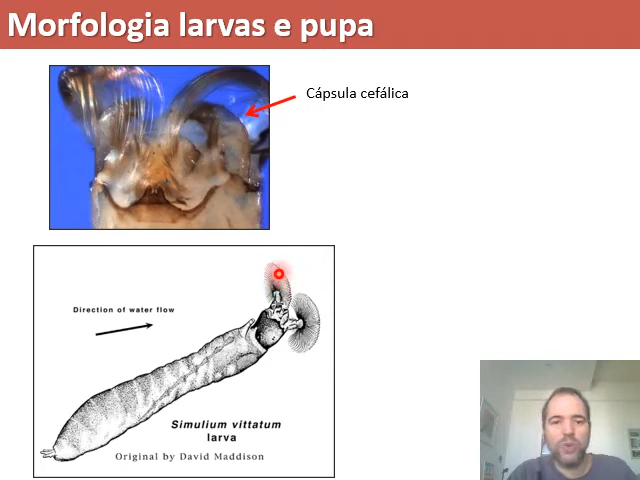 Morfologia larvas e pupa
Cápsula cefálica
Direction of water flow
Simulium vittatum
larva
Original by David Maddison